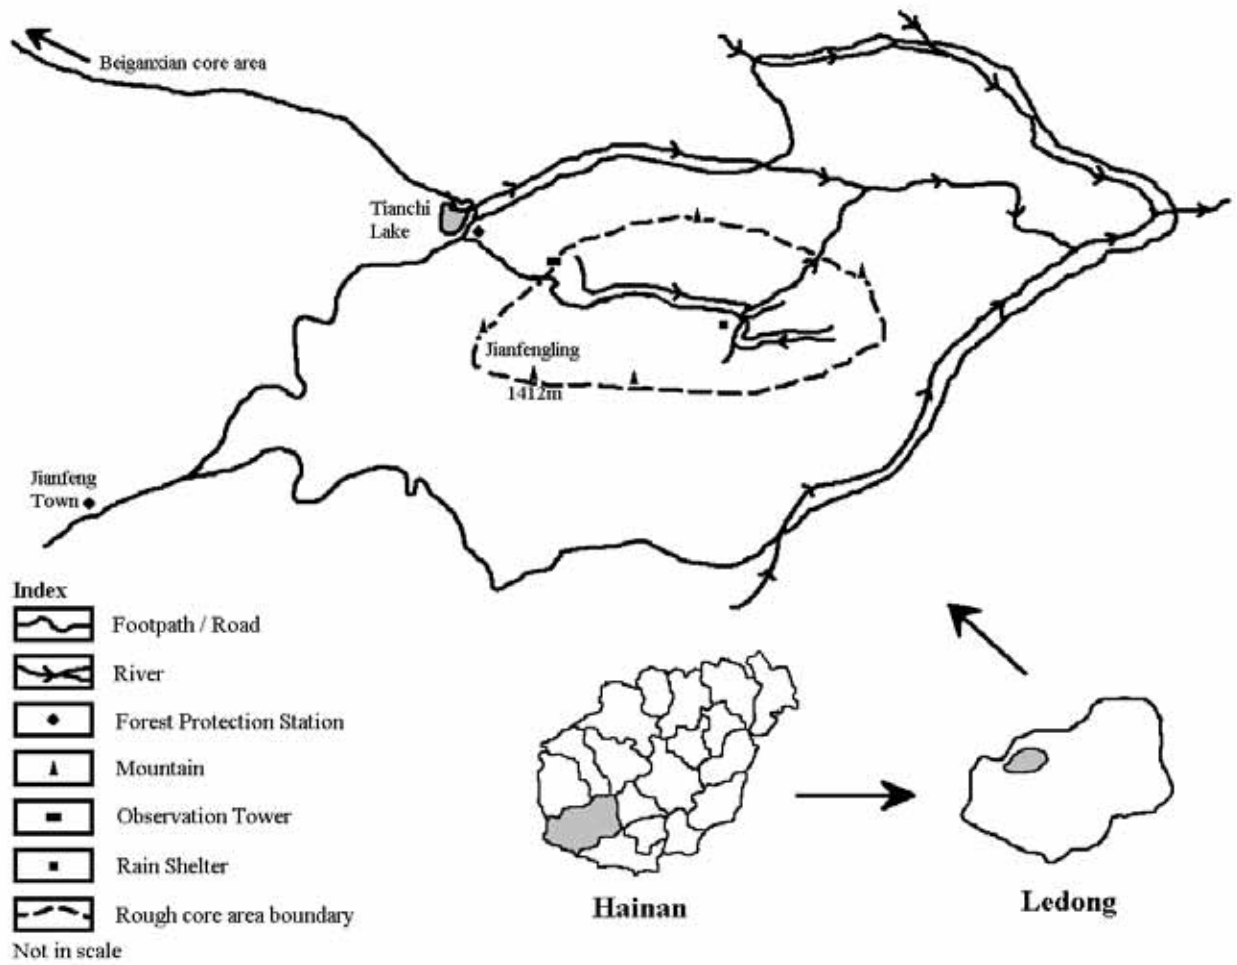 Beiganxian core area
Tianchi
Lake
Jianfengling
1412m
Jianfeng
Town
Index
Footpath / Road
River
Forest Protection Station
Mountain
Observation Tower
Rain Shelter
Rough core area boundary
Not in scale
Hainan
Ledong